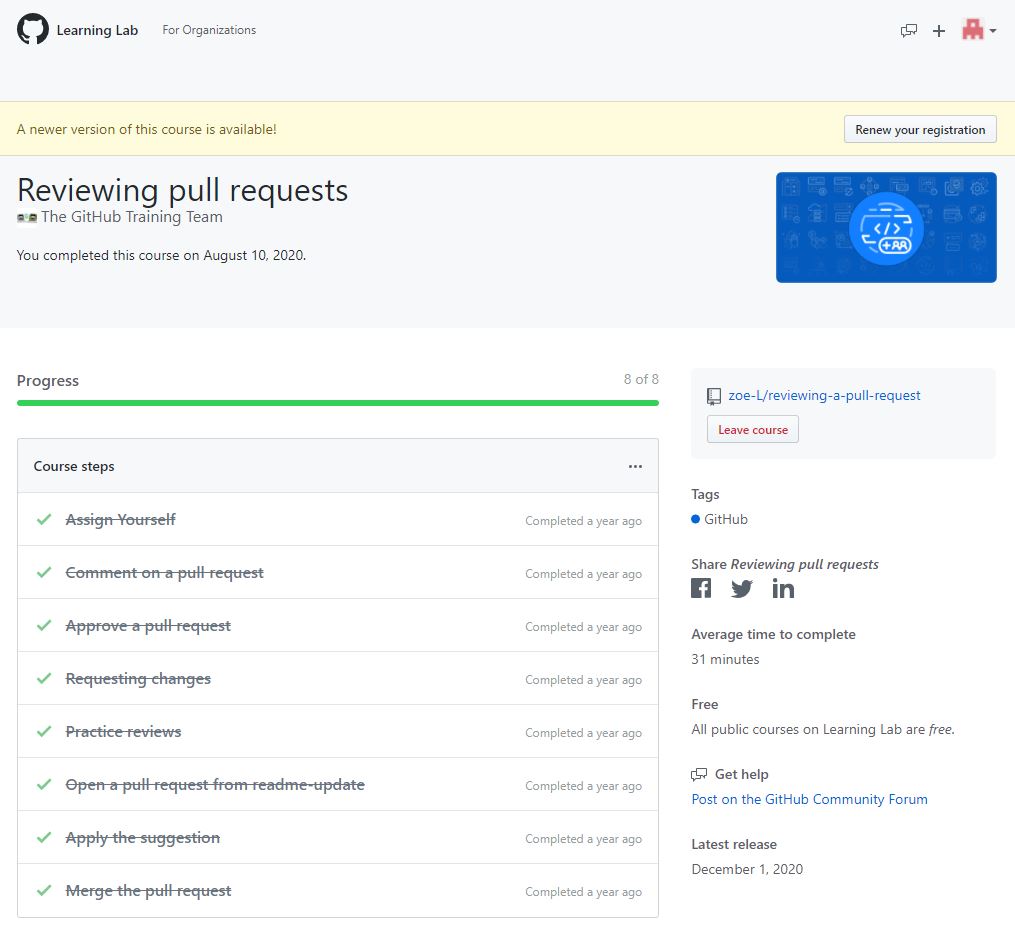 Learning Lab For Organizations
A newer version of this course is available!
Renew your registration
Reviewing pull requests
The GitHub Training Team
You completed this course on August 10, 2020.
Progress
8 of 8
Course steps
Assign Yourself Completed a year ago
Comment on a pull request Completed a year ago
Approve a pull request Completed a year ago
Requesting changes Completed a year ago
Practice reviews Completed a year ago
Open a pull request from readme-update Completed a year ago
Apply the suggestion Completed a year ago
Merge the pull request Completed a year ago
zoe-L/reviewing-a-pull-request
Leave course
Tags
GitHub
Share Reviewing pull requests
Average time to complete
31 minutes
Free
All public courses on Learning Lab are free.
Get help
Post on the GitHub Community Forum
Latest release
December 1, 2020